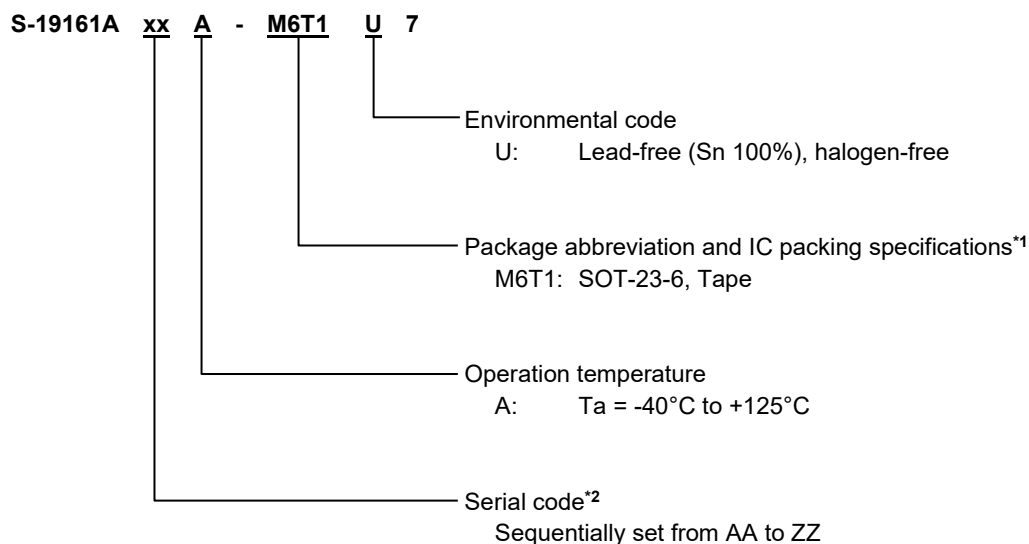 S-19161A xx A - M6T1 U 7
Environmental code
U: Lead-free (Sn 100%), halogen-free
Package abbreviation and IC packing specifications*1
M6T1: SOT-23-6, Tape
Operation temperature
A: Ta = -40°C to +125°C
Serial code*2
Sequentially set from AA to ZZ